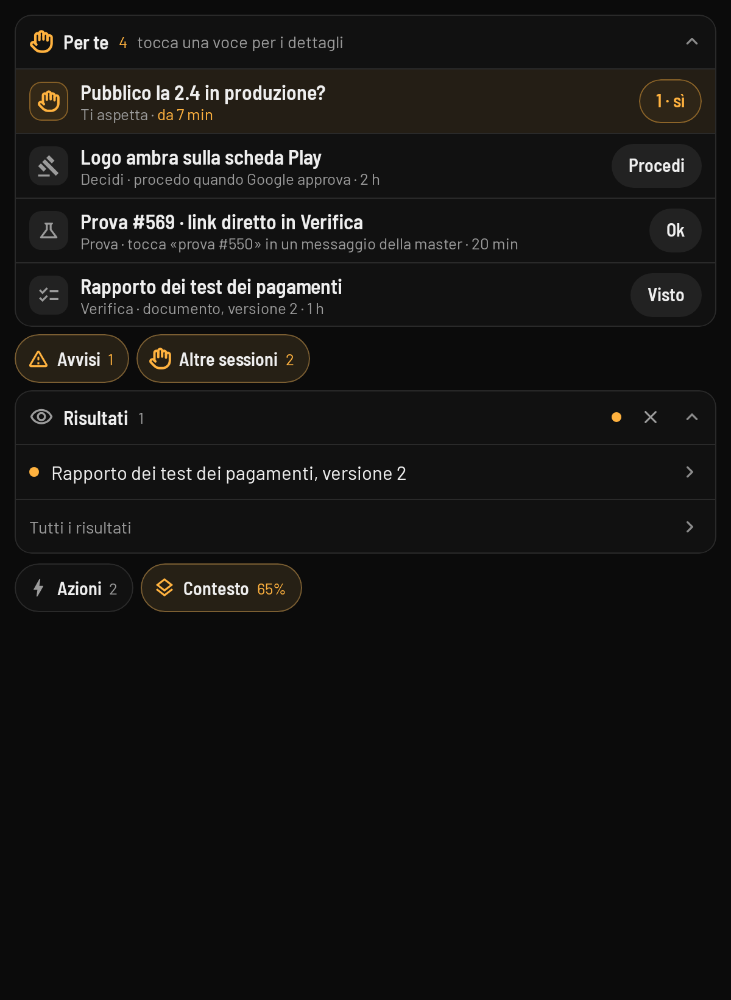 Per te 4 tocca una voce per i dettagli
Pubblico la 2.4 in produzione?
Ti aspetta · da 7 min
1 · sì
Logo ambra sulla scheda Play
Decidi · procedo quando Google approva · 2 h
Procedi
Prova #569 · link diretto in Verifica
Prova · tocca «prova #550» in un messaggio della master · 20 min
Ok
Rapporto dei test dei pagamenti
Verifica · documento, versione 2 · 1 h
Visto
Avvisi 1
Altre sessioni 2
Risultati 1
Rapporto dei test dei pagamenti, versione 2
Tutti i risultati
Azioni 2
Contesto 65%